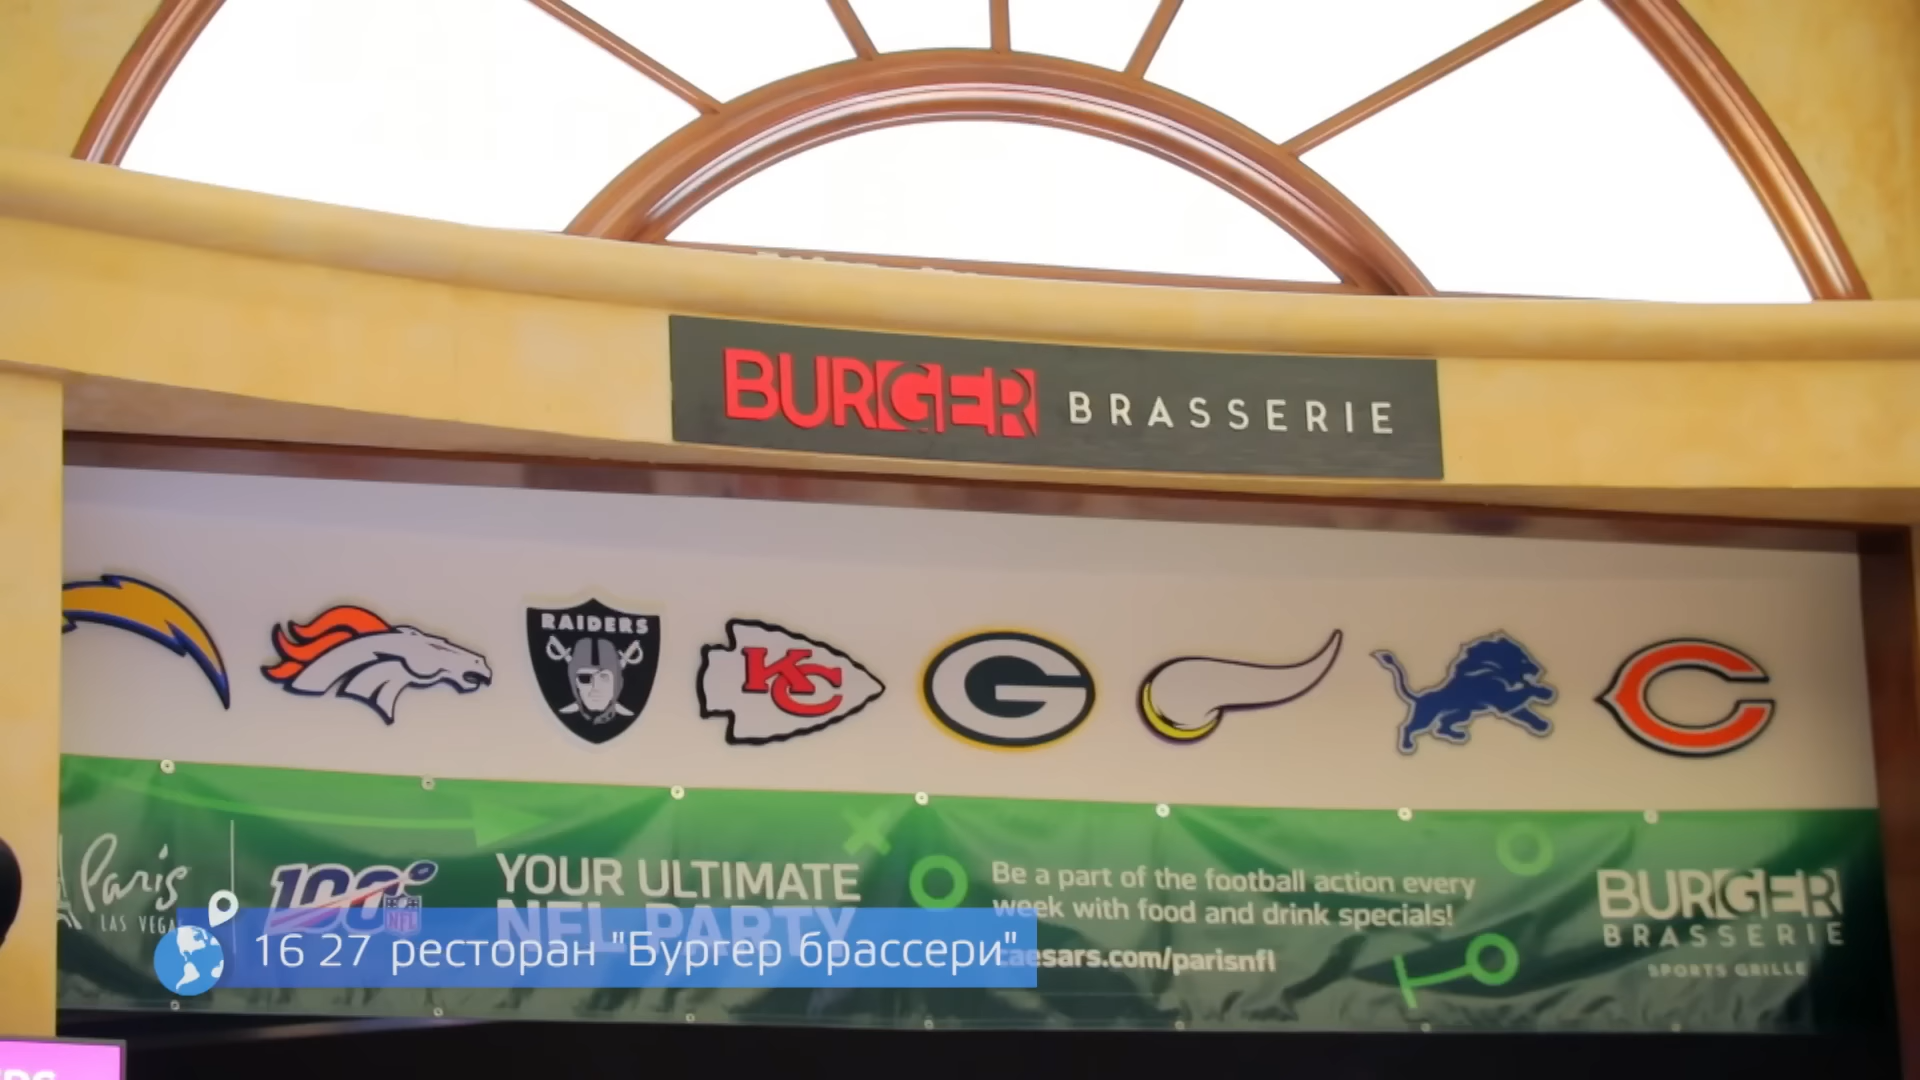 BURGER BRASSERIE
RAIDERS
KC
G
C
Paris
LAS VEGAS
100
NFL
YOUR ULTIMATE
NFL PARTY
Be a part of the football action every
week with food and drink specials!
caesars.com/parisnfl
BURGER
BRASSERIE
SPORTS GRILLE
16 27 ресторан "Бургер брассери"